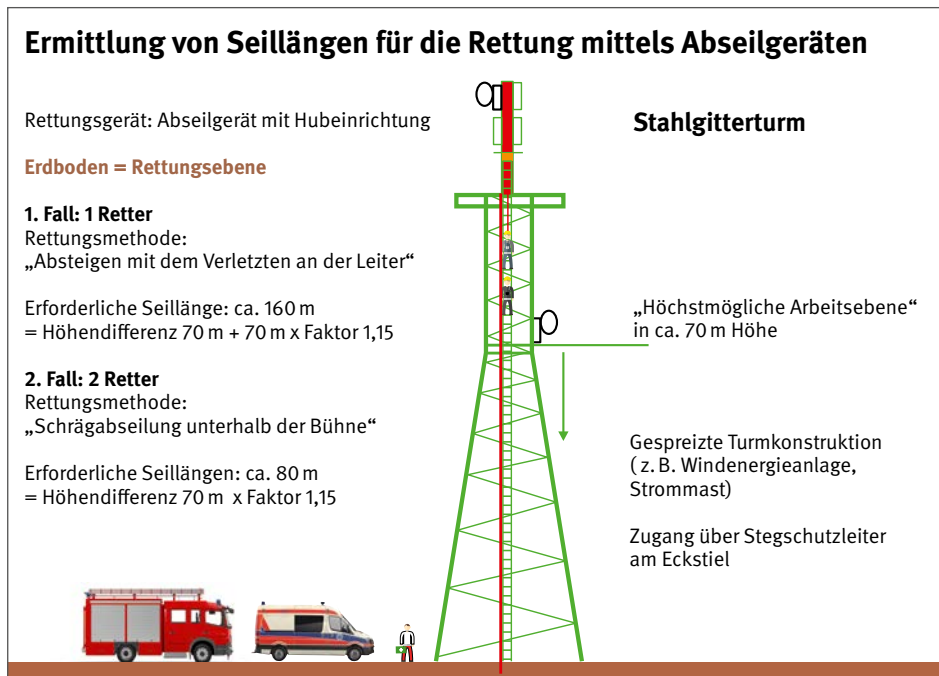 Ermittlung von Seillängen für die Rettung mittels Abseilgeräten
Rettungsgerät: Abseilgerät mit Hubeinrichtung
Stahlgitterturm
Erdboden = Rettungsebene
1. Fall: 1 Retter
Rettungsmethode:
„Absteigen mit dem Verletzten an der Leiter“
Erforderliche Seillänge: ca. 160 m
= Höhendifferenz 70 m + 70 m x Faktor 1,15
2. Fall: 2 Retter
Rettungsmethode:
„Schrägabseilung unterhalb der Bühne“
Erforderliche Seillängen: ca. 80 m
= Höhendifferenz 70 m x Faktor 1,15
„Höchstmögliche Arbeitsebene“
in ca. 70 m Höhe
Gespreizte Turmkonstruktion
( z. B. Windenergieanlage,
Strommast)
Zugang über Stegschutzleiter
am Eckstiel